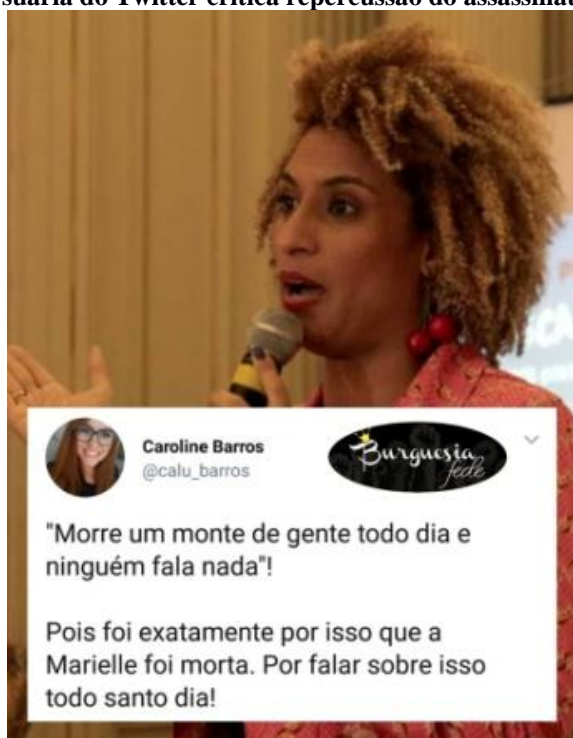 suária do Twitter critica repercussão do assassinat
Caroline Barros
@calu_barros
Burguesia
fede
"Morre um monte de gente todo dia e
ninguém fala nada"!
Pois foi exatamente por isso que a
Marielle foi morta. Por falar sobre isso
todo santo dia!